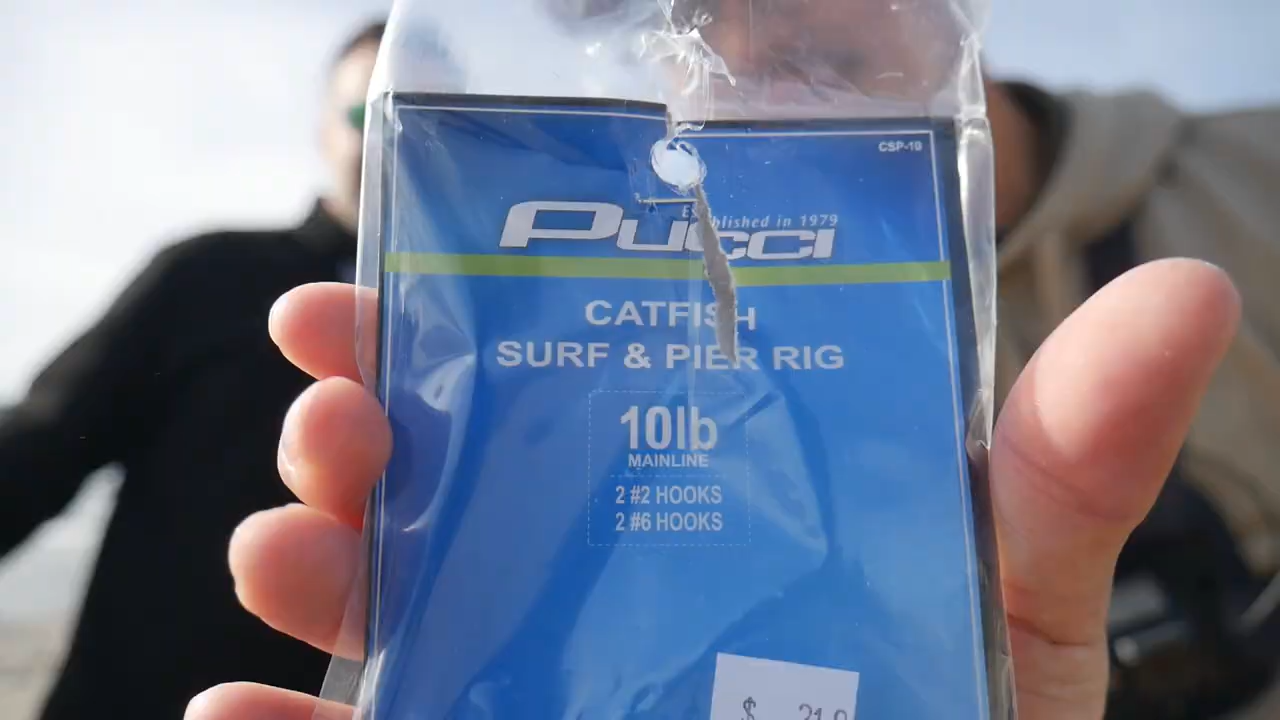 CSP-10
Established in 1979
Pucci
CATFISH
SURF & PIER RIG
10lb
MAINLINE
2 #2 HOOKS
2 #6 HOOKS
$